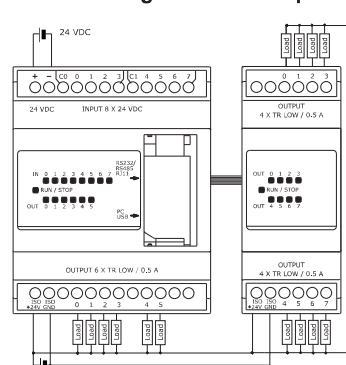 24 VDC
Load Load Load Load
+ - C0 0 1 2 3 C1 4 5 6 7
0 1 2 3
24 VDC INPUT 8 X 24 VDC
OUTPUT
4 X TR LOW / 0.5 A
RS232/
RS485
RJ11
IN 0 1 2 3 4 5 6 7
RUN / STOP
OUT 0 1 2 3 4 5
PC
USB
OUT 0 1 2 3
RUN / STOP
OUT 4 5 6 7
OUTPUT 6 X TR LOW / 0.5 A
OUTPUT
4 X TR LOW / 0.5 A
ISO ISO
+24V GND 0 1 2 3 4 5
ISO ISO
+24V GND 4 5 6 7
Load Load Load Load Load Load
Load Load Load Load